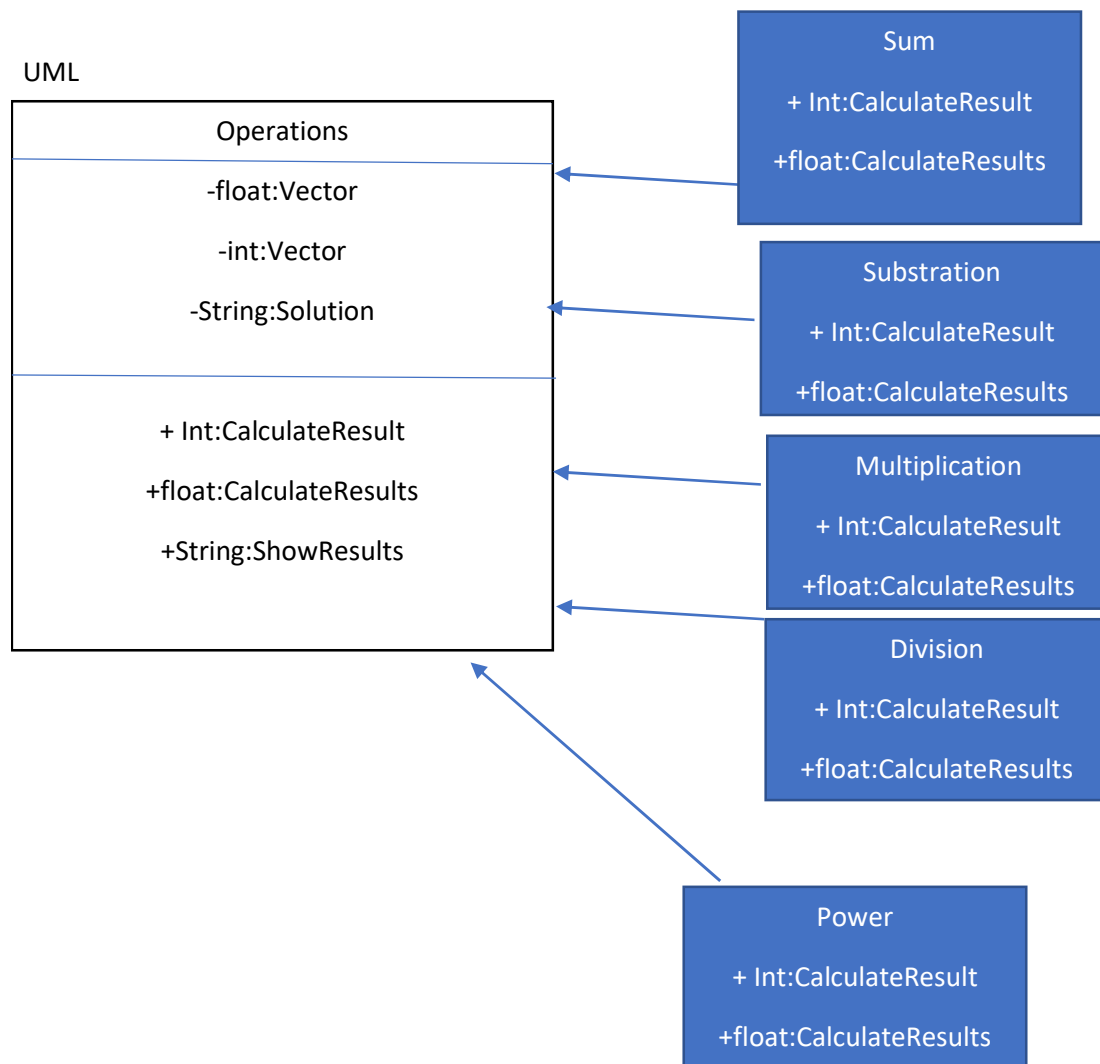 UML
Operations
-float:Vector
-int:Vector
-String:Solution
+ Int:CalculateResult
+float:CalculateResults
+String:ShowResults
Sum
+ Int:CalculateResult
+float:CalculateResults
Substration
+ Int:CalculateResult
+float:CalculateResults
Multiplication
+ Int:CalculateResult
+float:CalculateResults
Division
+ Int:CalculateResult
+float:CalculateResults
Power
+ Int:CalculateResult
+float:CalculateResults